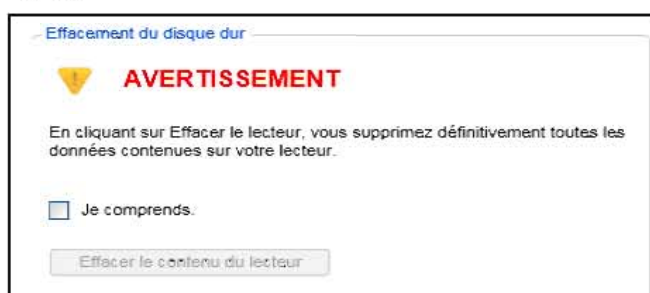 Effacement du disque dur
AVERTISSEMENT
En cliquant sur Effacer le lecteur, vous supprimez définitivement toutes les
données contenues sur votre lecteur.
Je comprends.
Effacer le contenu du lecteur